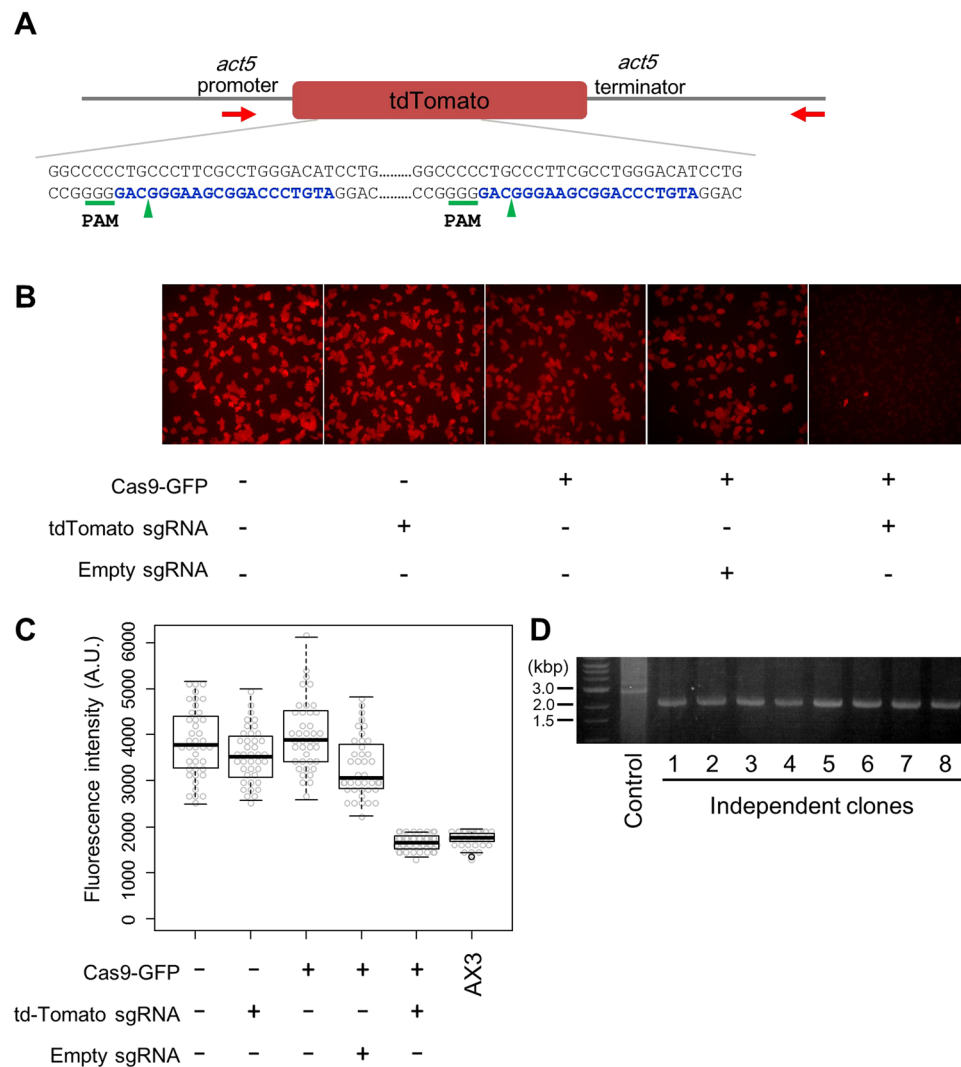 A
act5 promoter
act5 terminator
tdTomato
GGCCCCCTGCCCTTCGCCTGGGACATCCTG........GGCCCCCTGCCCTTCGCCTGGGACATCCTG
CCGGGGGACGGGAAGCGGACCCTGTAGGAC........CCGGGGGACGGGAAGCGGACCCTGTAGGAC
PAM PAM
B
Cas9-GFP - - + + +
tdTomato sgRNA - + - - +
Empty sgRNA - - - + -
C
Fluorescence intensity (A.U.)
6000
5000
4000
3000
2000
1000
0
Cas9-GFP - - + + + AX3
td-Tomato sgRNA - + - - +
Empty sgRNA - - - + -
D
(kbp)
3.0
2.0
1.5
Control 1 2 3 4 5 6 7 8
Independent clones